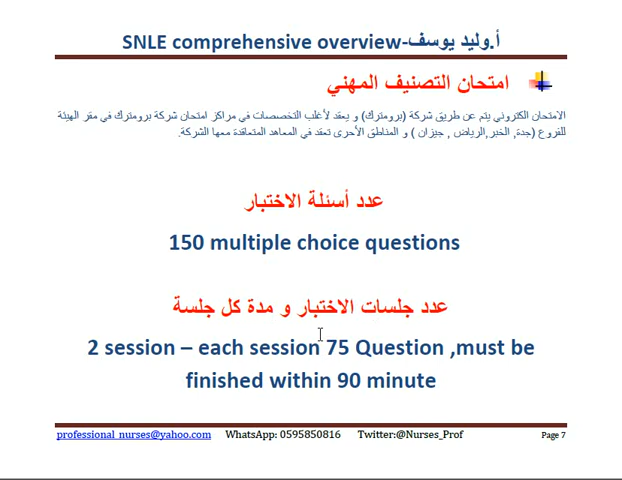 SNLE comprehensive overview-أ.وليد يوسف
امتحان التصنيف المهني
الامتحان الكتروني يتم عن طريق شركة (برومترك) و يعقد لأغلب التخصصات في مراكز امتحان شركة برومترك في مقر الهيئة
للفروع (جدة, الخبر,الرياض , جيزان ) و المناطق الأخرى تعقد في المعاهد المتعاقدة معها الشركة.
عدد أسئلة الاختبار
150 multiple choice questions
عدد جلسات الاختبار و مدة كل جلسة
2 session – each session 75 Question ,must be
finished within 90 minute
professional_nurses@yahoo.com WhatsApp: 0595850816 Twitter:@Nurses_Prof Page 7